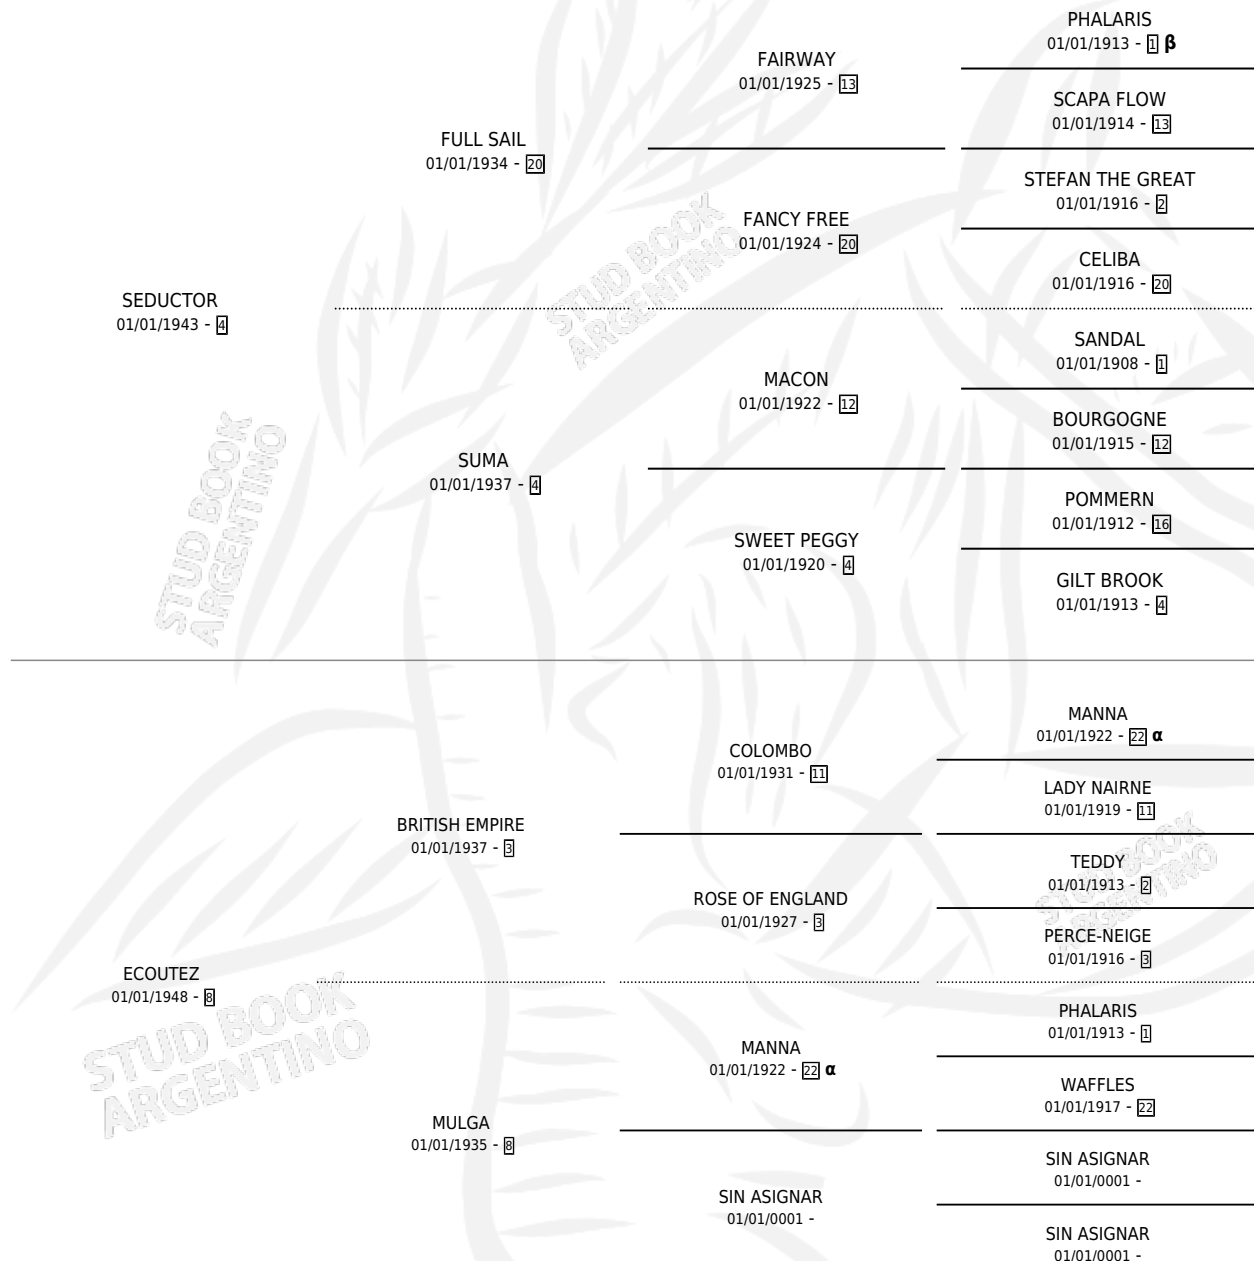 PHALARIS
01/01/1913 - 1 β
FAIRWAY
01/01/1925 - 13
SCAPA FLOW
01/01/1914 - 13
FULL SAIL
01/01/1934 - 20
STEFAN THE GREAT
01/01/1916 - 2
FANCY FREE
01/01/1924 - 20
CELIBA
01/01/1916 - 20
STUD BOOK
ARGENTINO
SEDUCTOR
01/01/1943 - 4
SANDAL
01/01/1908 - 1
MACON
01/01/1922 - 12
BOURGOGNE
01/01/1915 - 12
SUMA
01/01/1937 - 4
POMMERN
01/01/1912 - 16
SWEET PEGGY
01/01/1920 - 4
GILT BROOK
01/01/1913 - 4
STUD BOOK
ARGENTINO
MANNA
01/01/1922 - 22 α
COLOMBO
01/01/1931 - 11
LADY NAIRNE
01/01/1919 - 11
BRITISH EMPIRE
01/01/1937 - 3
TEDDY
01/01/1913 - 2
ROSE OF ENGLAND
01/01/1927 - 3
PERCE-NEIGE
01/01/1916 - 3
STUD BOOK
ARGENTINO
ECOUTEZ
01/01/1948 - 8
PHALARIS
01/01/1913 - 1
MANNA
01/01/1922 - 22 α
WAFFLES
01/01/1917 - 22
STUD BOOK
ARGENTINO
MULGA
01/01/1935 - 8
SIN ASIGNAR
01/01/0001 -
SIN ASIGNAR
01/01/0001 -
SIN ASIGNAR
01/01/0001 -